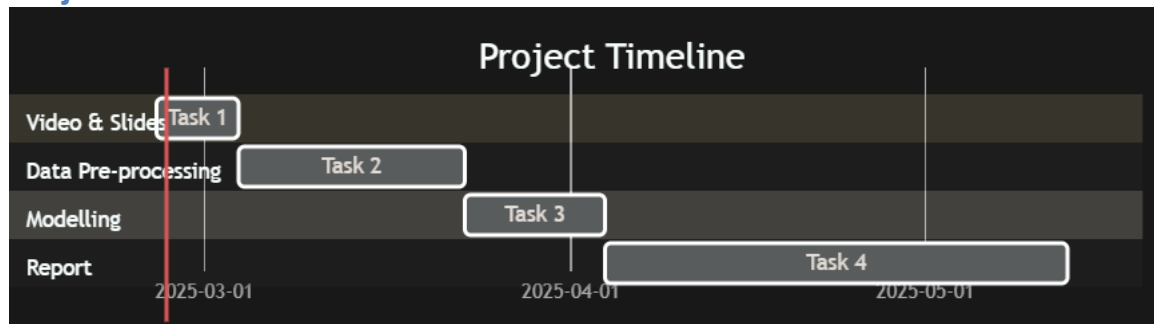 Project Timeline
Video & Slides Task 1
Data Pre-processing Task 2
Modelling Task 3
Report Task 4
2025-03-01 2025-04-01 2025-05-01